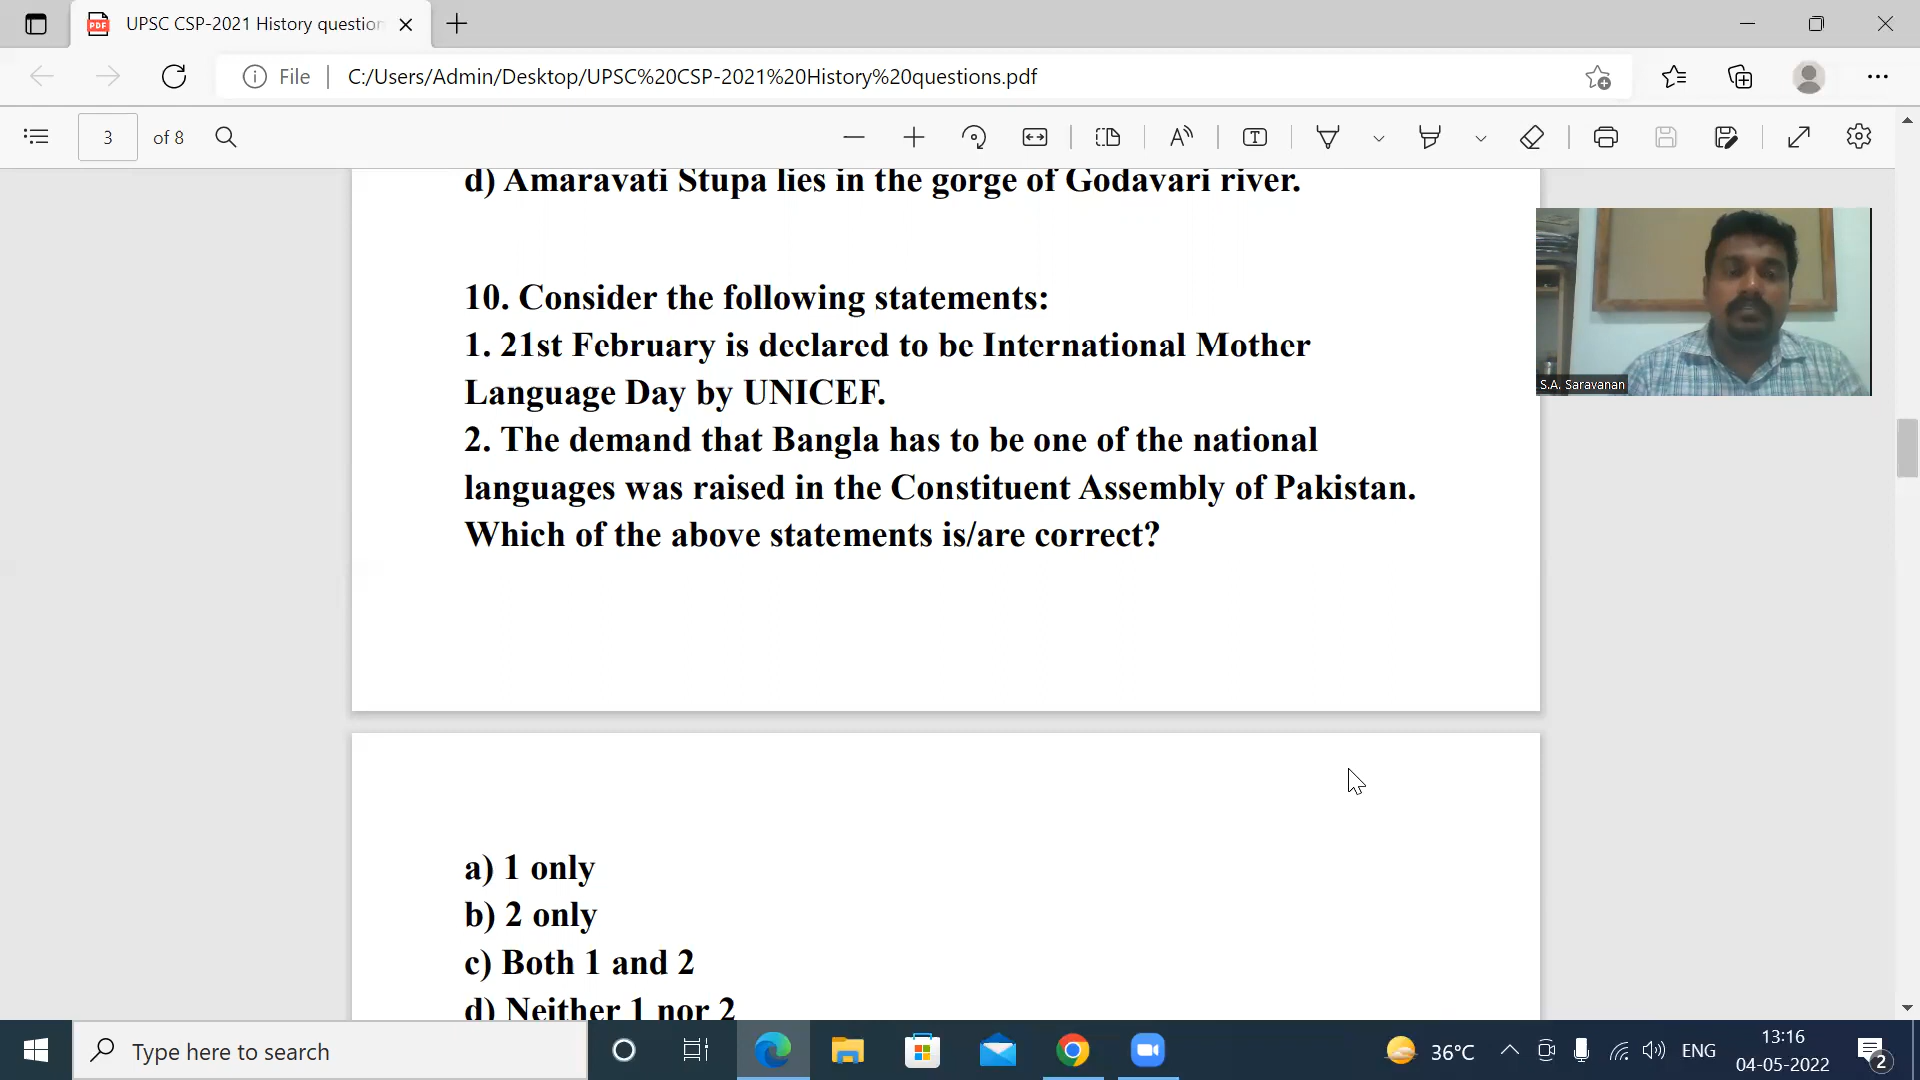 UPSC CSP-2021 History question
File
C:/Users/Admin/Desktop/UPSC%20CSP-2021%20History%20questions.pdf
3 of 8
d) Amaravati Stupa lies in the gorge of Godavari river.
10. Consider the following statements:
1. 21st February is declared to be International Mother
Language Day by UNICEF.
2. The demand that Bangla has to be one of the national
languages was raised in the Constituent Assembly of Pakistan.
Which of the above statements is/are correct?
S.A. Saravanan
a) 1 only
b) 2 only
c) Both 1 and 2
d) Neither 1 nor 2
Type here to search
36°C
ENG
13:16
04-05-2022
2